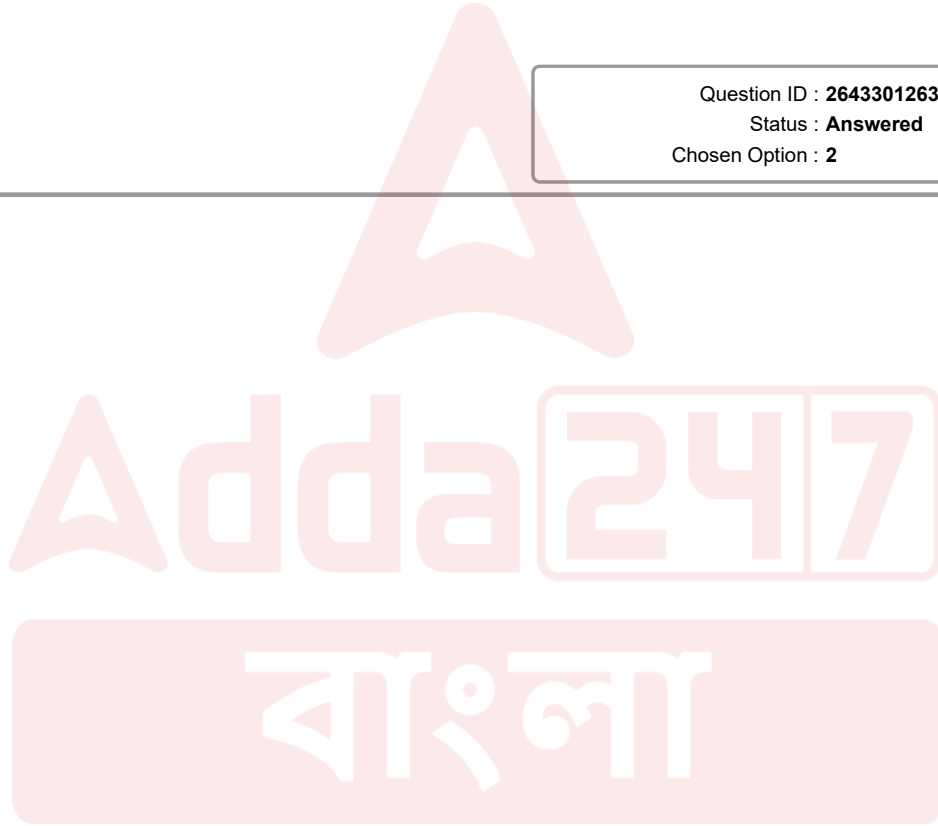 Question ID : 2643301263
Status : Answered
Chosen Option : 2
Adda247
বাংলা